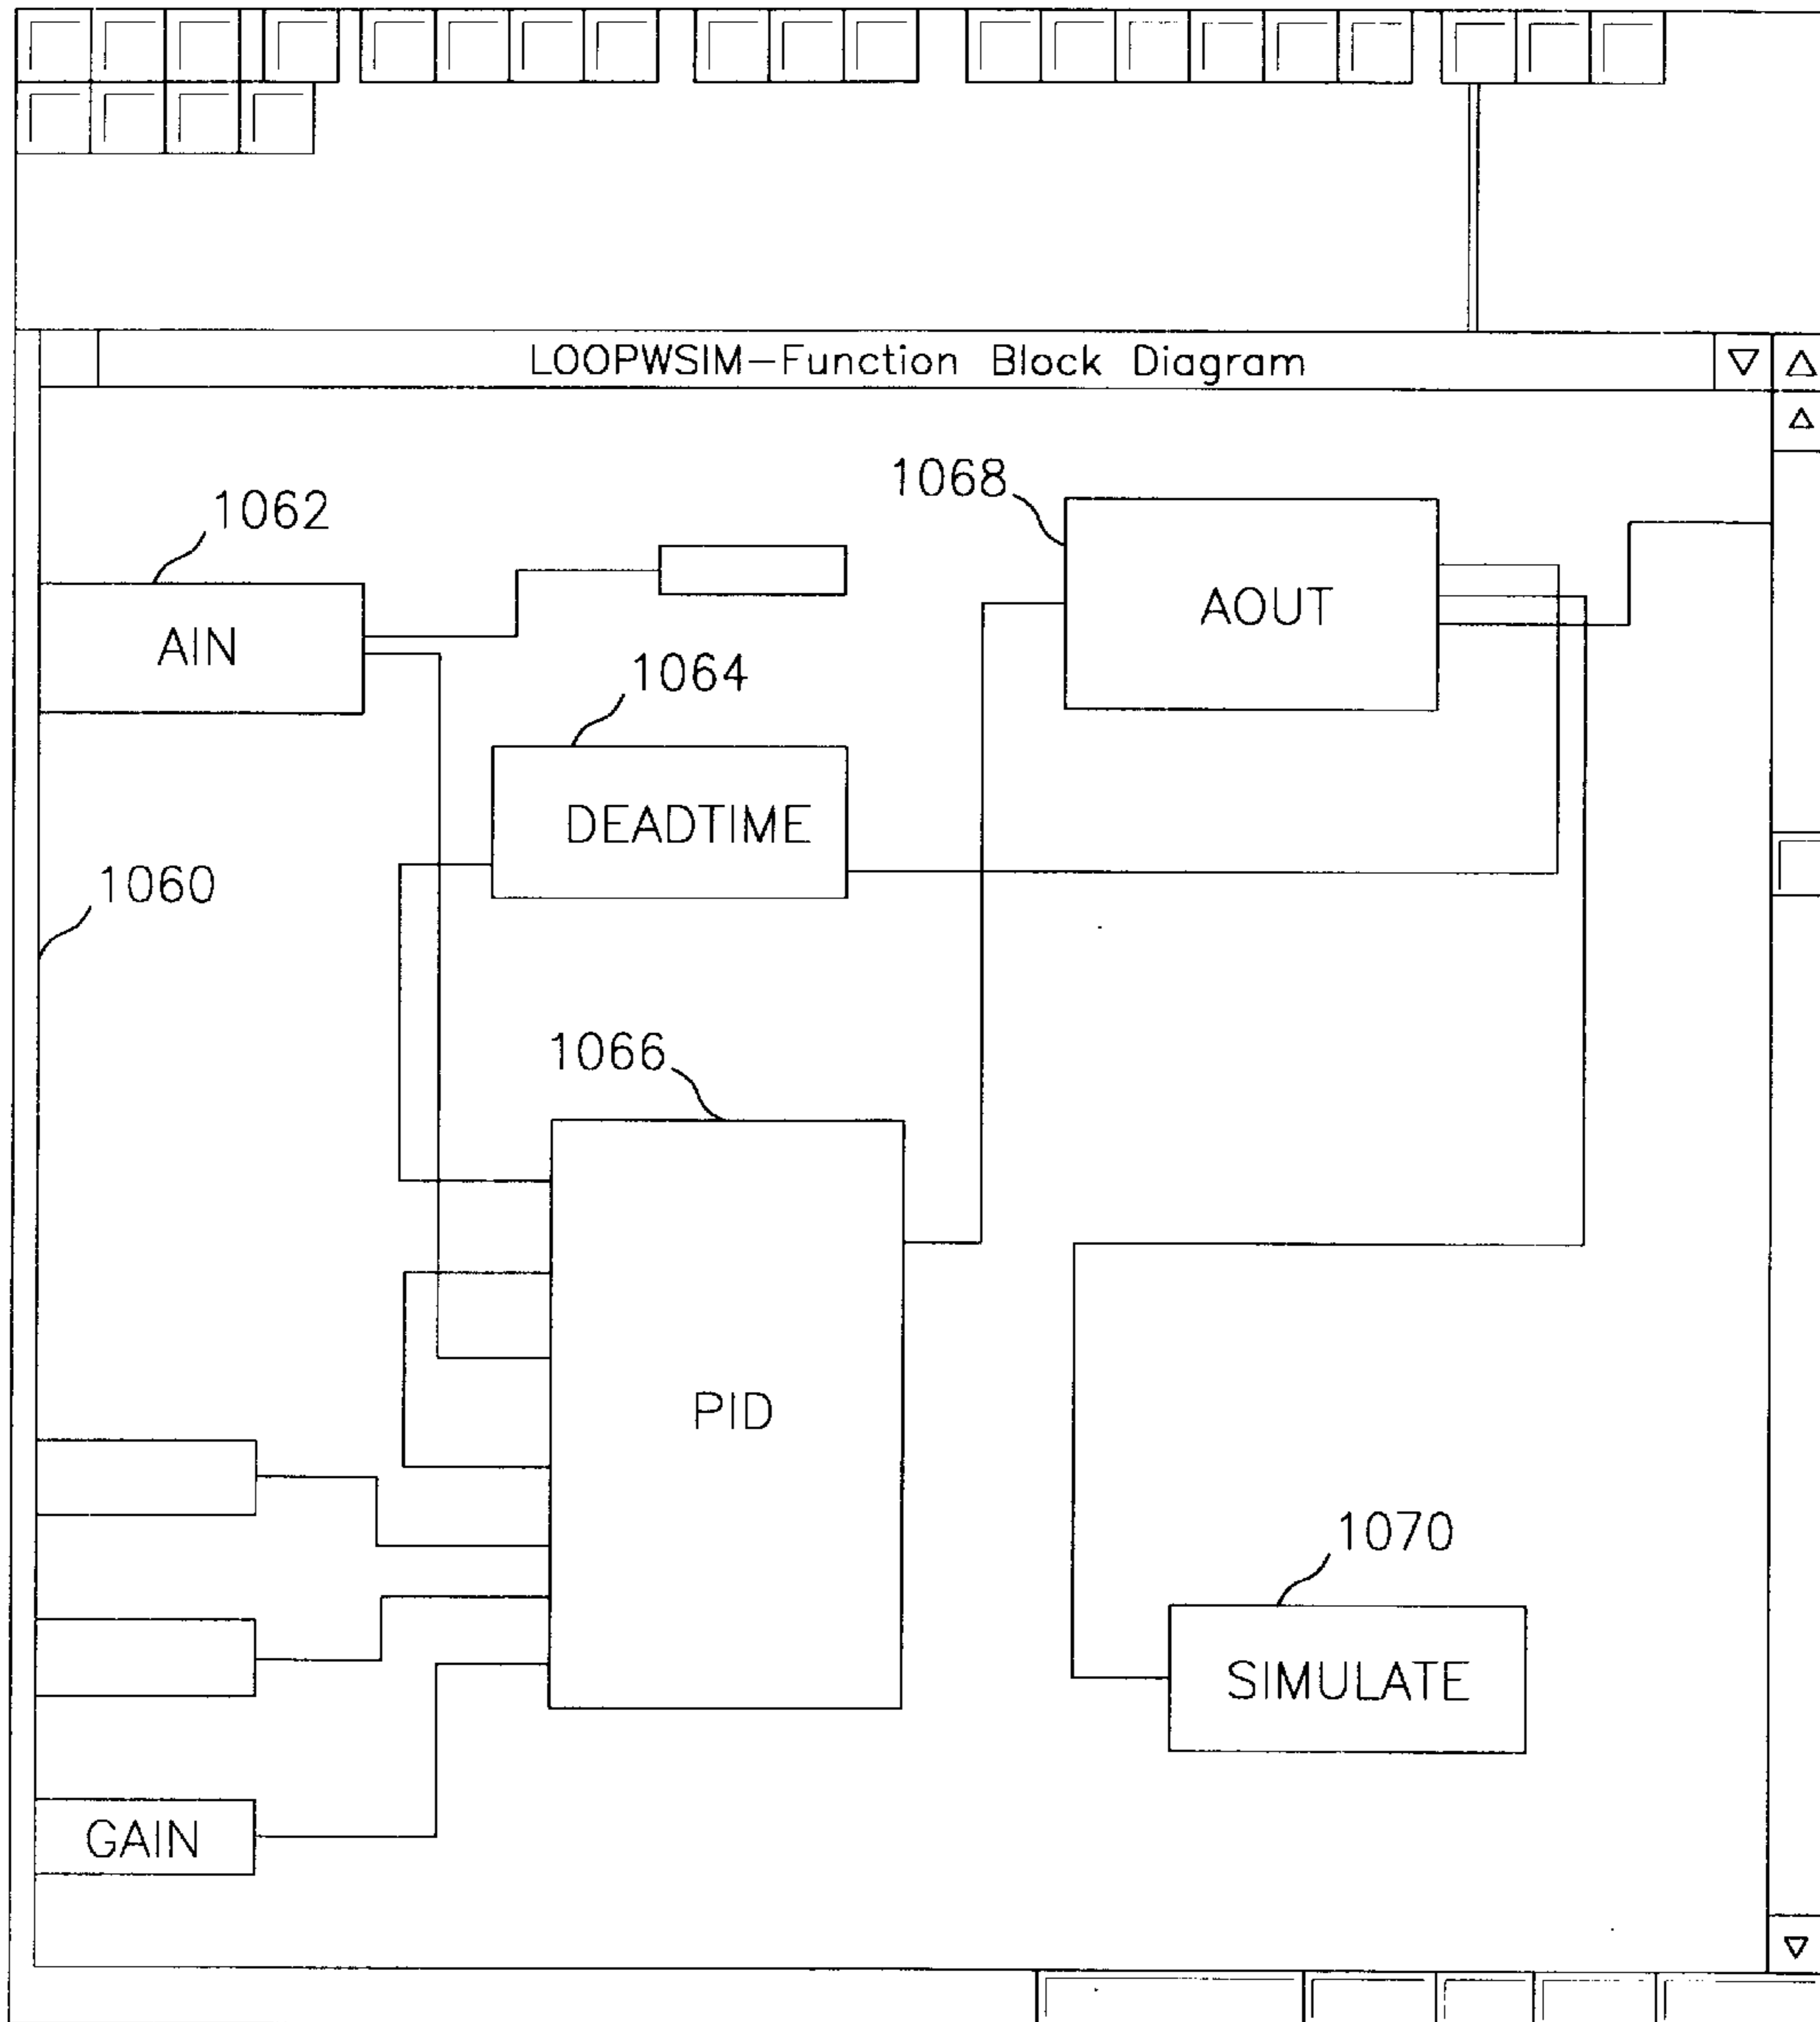 LOOPWSIM-Function Block Diagram
1068
1062
AOUT
AIN
1064
DEADTIME
1060
1066
PID
1070
SIMULATE
GAIN